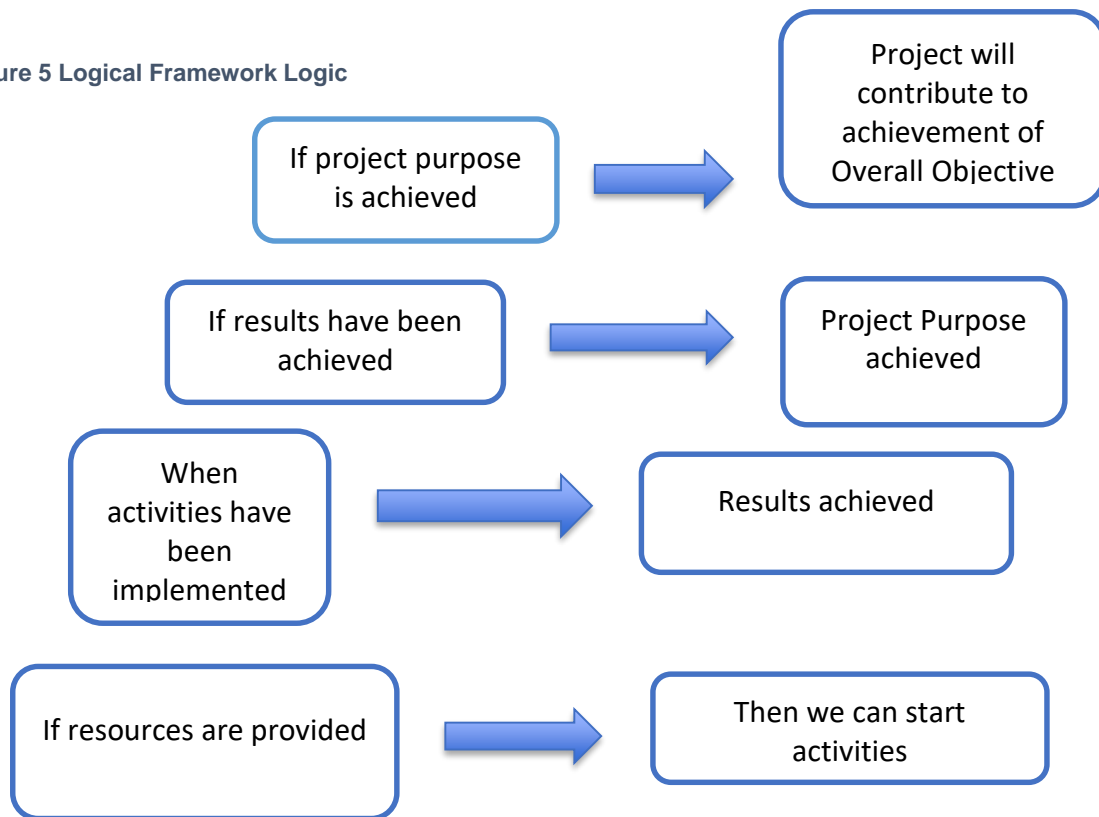 ure 5 Logical Framework Logic
If project purpose
is achieved
Project will
contribute to
achievement of
Overall Objective
If results have been
achieved
Project Purpose
achieved
When
activities have
been
implemented
Results achieved
If resources are provided
Then we can start
activities